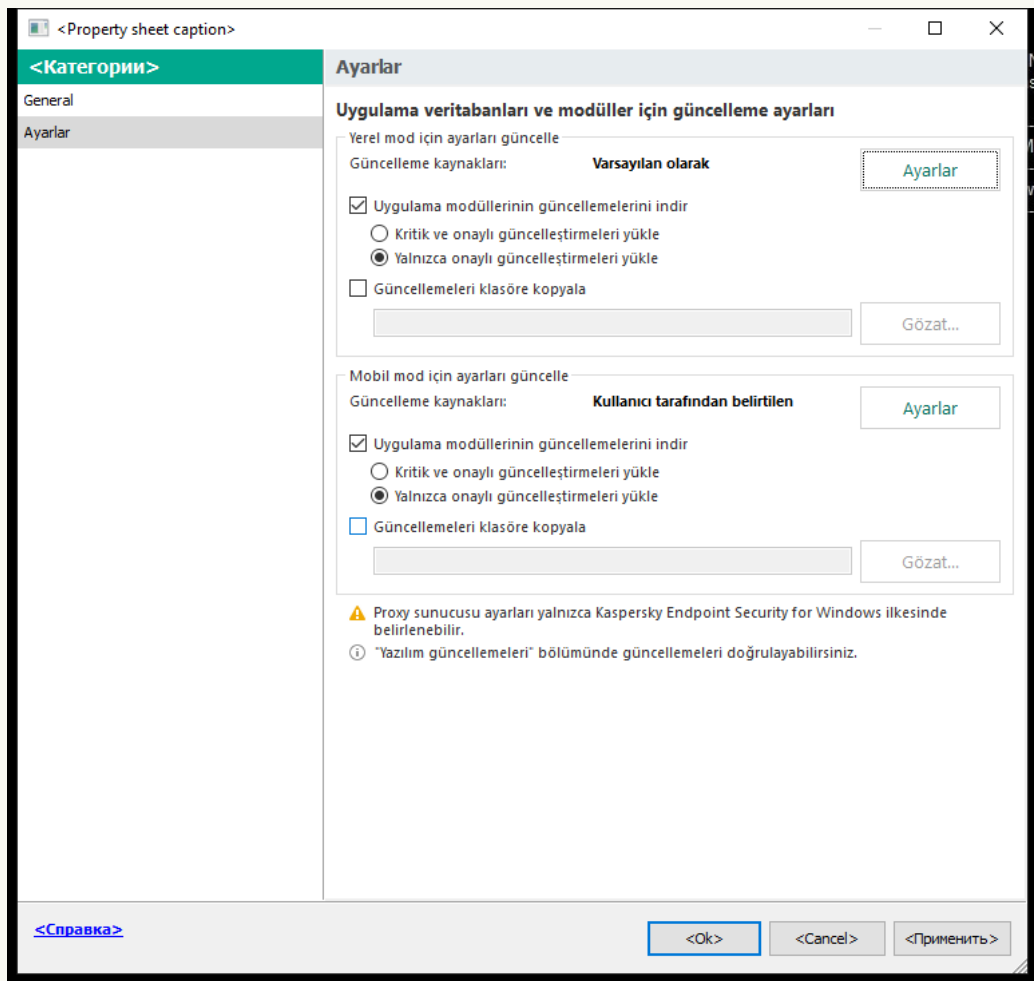 <Property sheet caption>
<Категории>
General
Ayarlar
Ayarlar
Uygulama veritabanları ve modüller için güncelleme ayarları
Yerel mod için ayarları güncelle
Güncelleme kaynakları: Varsayılan olarak Ayarlar
Uygulama modüllerinin güncellemelerini indir
Kritik ve onaylı güncelleştirmeleri yükle
Yalnızca onaylı güncelleştirmeleri yükle
Güncellemeleri klasöre kopyala
Gözat...
Mobil mod için ayarları güncelle
Güncelleme kaynakları: Kullanıcı tarafından belirtilen Ayarlar
Uygulama modüllerinin güncellemelerini indir
Kritik ve onaylı güncelleştirmeleri yükle
Yalnızca onaylı güncelleştirmeleri yükle
Güncellemeleri klasöre kopyala
Gözat...
Proxy sunucusu ayarları yalnızca Kaspersky Endpoint Security for Windows ilkesinde
belirlenebilir.
"Yazılım güncellemeleri" bölümünde güncellemeleri doğrulayabilirsiniz.
<Справка>
<Ok> <Cancel> <Применить>